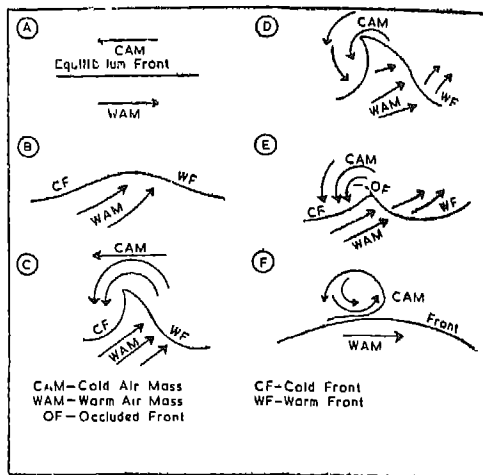 A
CAM
Equilibrium Front
WAM
B
CF
WF
WAM
C
CAM
CF
WF
WAM
D
CAM
WAM
WF
E
CAM
OF
CF
WF
WAM
F
CAM
Front
WAM
CAM—Cold Air Mass
WAM—Warm Air Mass
OF—Occluded Front
CF-Cold Front
WF-Warm Front